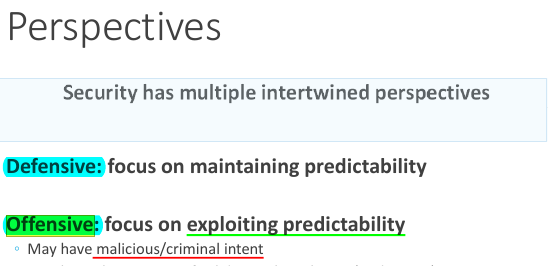 Perspectives
Security has multiple intertwined perspectives
Defensive: focus on maintaining predictability
Offensive: focus on exploiting predictability
◦ May have malicious/criminal intent